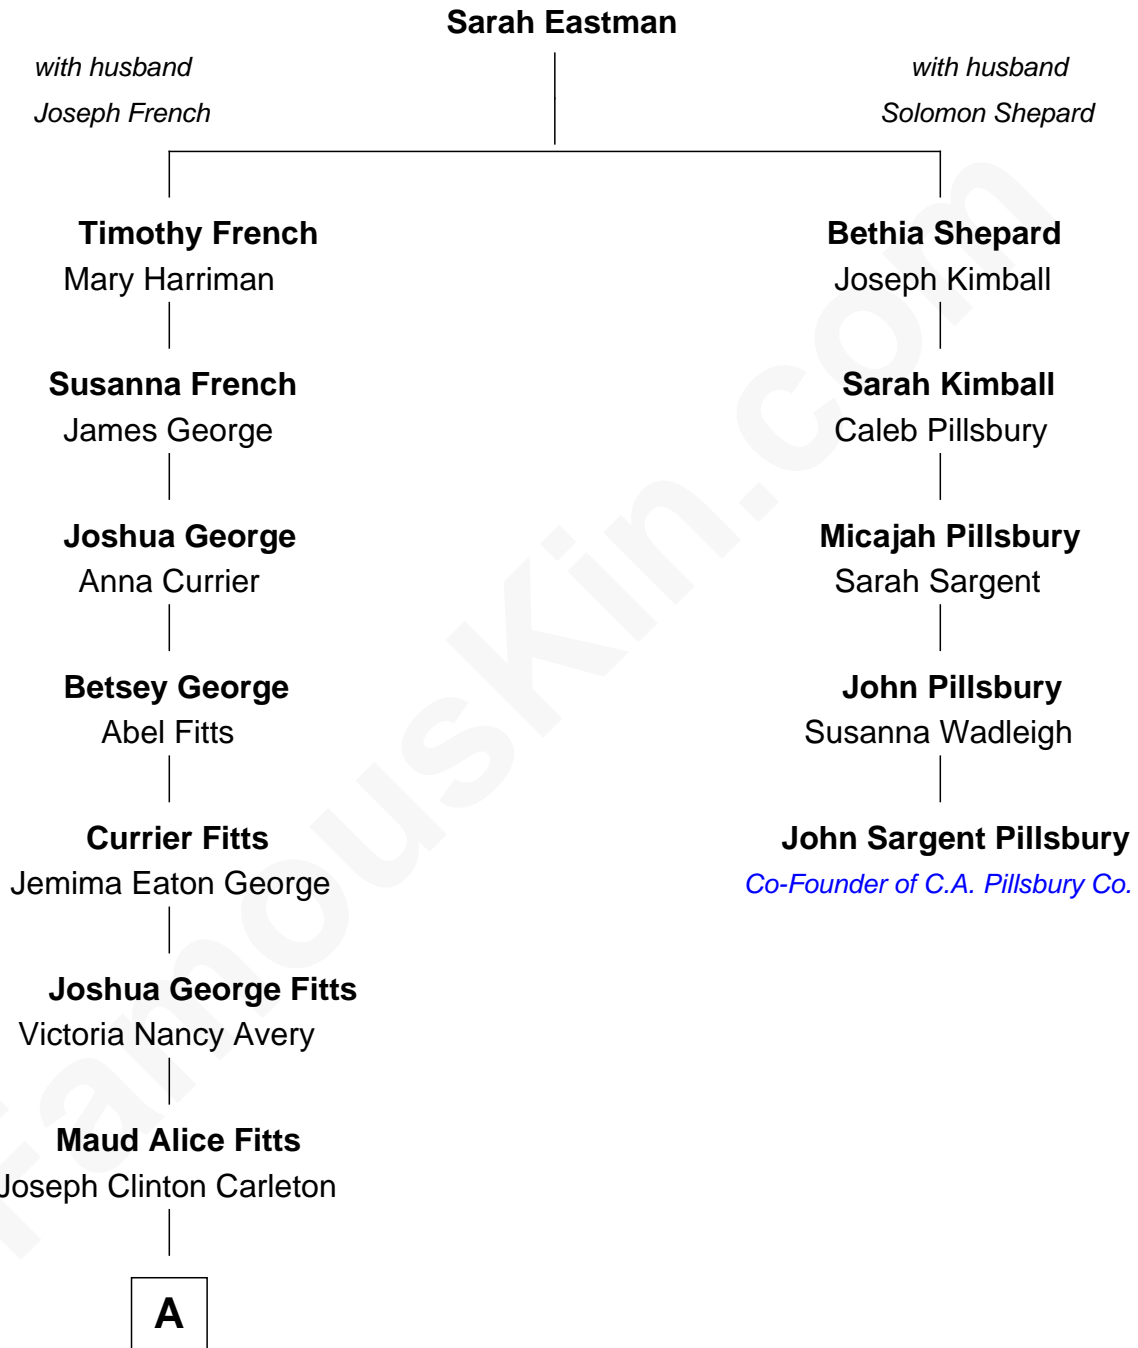 Sarah Eastman
with husband
Joseph French
with husband
Solomon Shepard
Timothy French
Mary Harriman
Bethia Shepard
Joseph Kimball
Susanna French
James George
Sarah Kimball
Caleb Pillsbury
Joshua George
Anna Currier
Micajah Pillsbury
Sarah Sargent
Betsey George
Abel Fitts
John Pillsbury
Susanna Wadleigh
Currier Fitts
Jemima Eaton George
John Sargent Pillsbury
Co-Founder of C.A. Pillsbury Co.
Joshua George Fitts
Victoria Nancy Avery
Maud Alice Fitts
Joseph Clinton Carleton
A
FamousKin.com